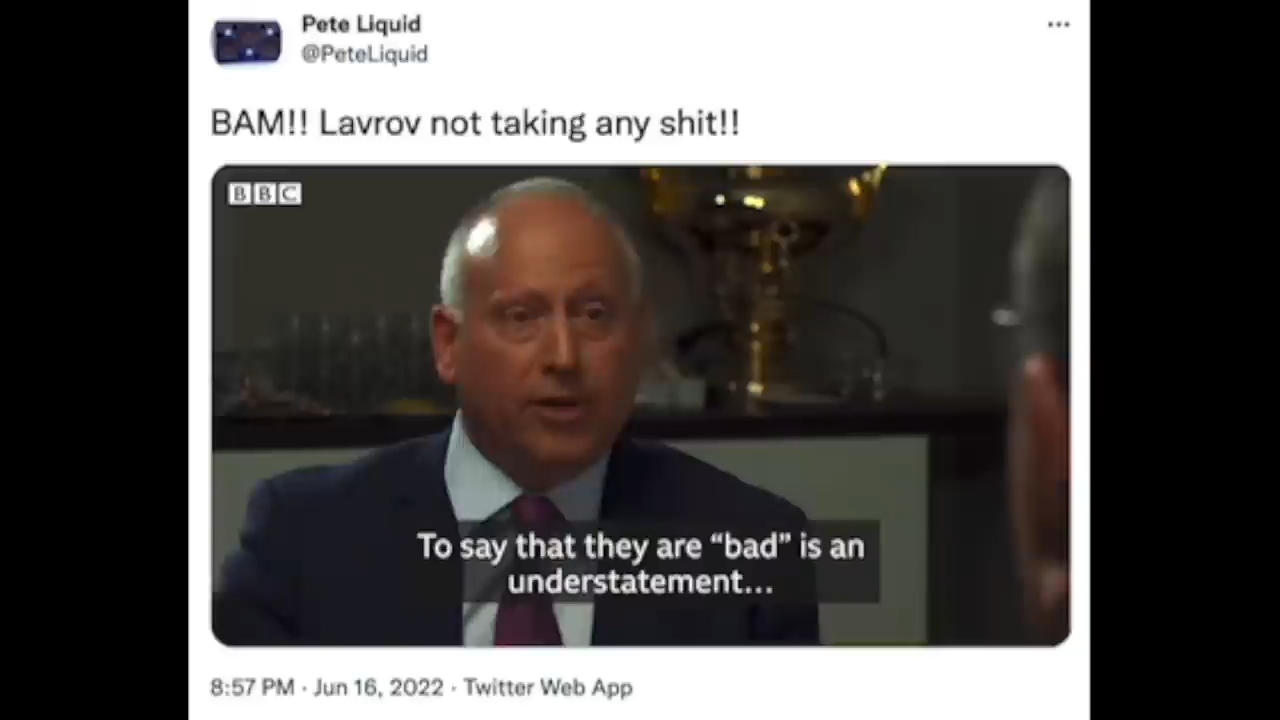 Pete Liquid
@PeteLiquid
BAM!! Lavrov not taking any shit!!
BBC
To say that they are “bad” is an
understatement...
8:57 PM · Jun 16, 2022 · Twitter Web App